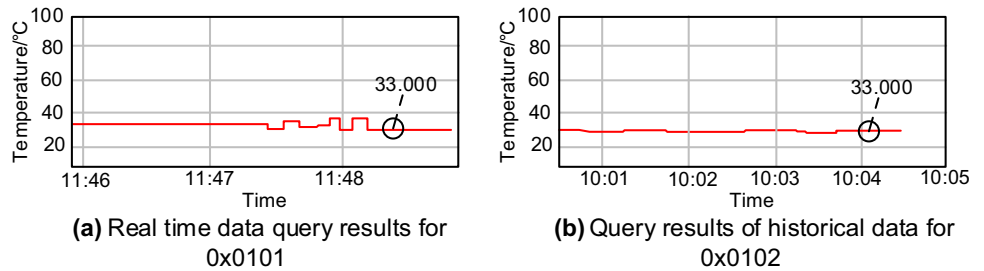 100
80
60
40
20
Temperature/°C
33.000
11:46
11:47
11:48
Time
(a) Real time data query results for
0x0101
100
80
60
40
20
Temperature/°C
33.000
10:01
10:02
10:03
10:04
10:05
Time
(b) Query results of historical data for
0x0102